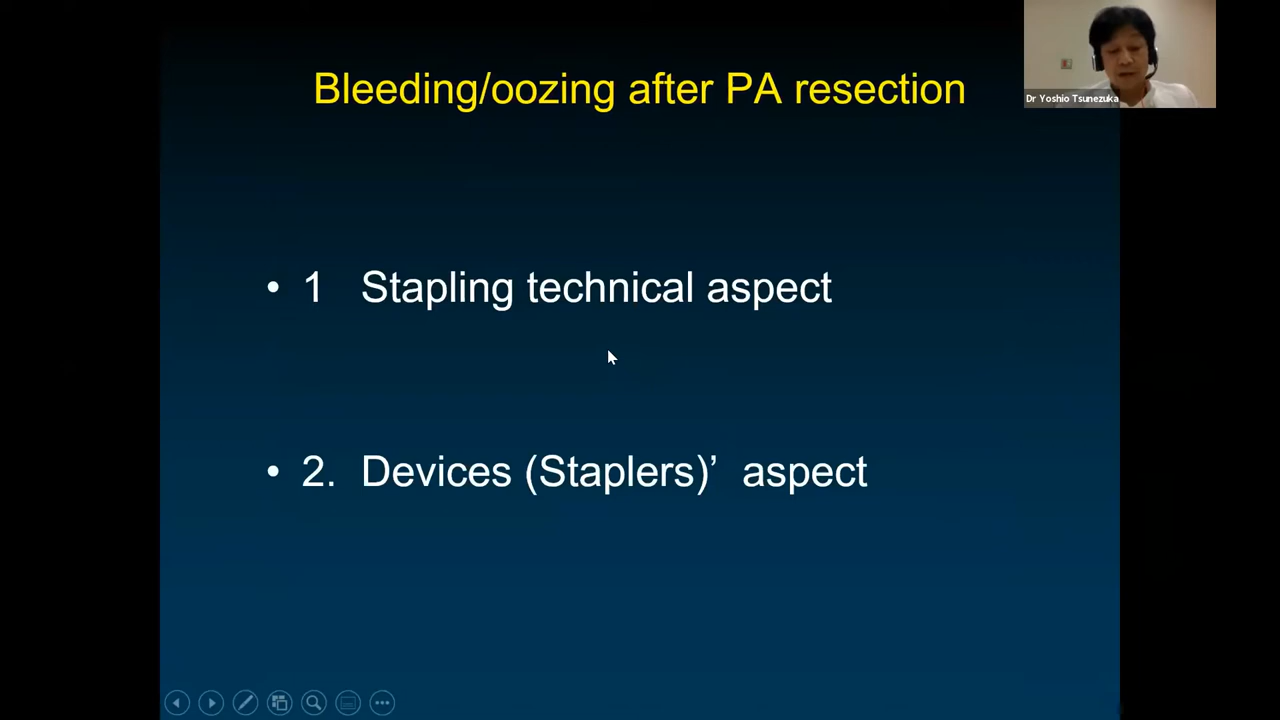 Bleeding/oozing after PA resection
Dr Yoshio Tsunezuka
• 1 Stapling technical aspect
• 2. Devices (Staplers)’ aspect